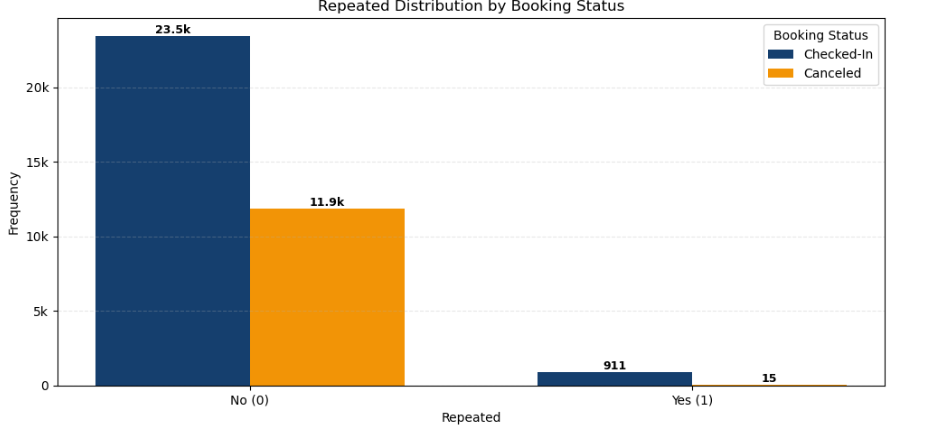 Repeated Distribution by Booking Status
23.5k
Booking Status
Checked-In
Canceled
20k
15k
11.9k
10k
5k
911
15
0
No (0)
Yes (1)
Frequency
Repeated